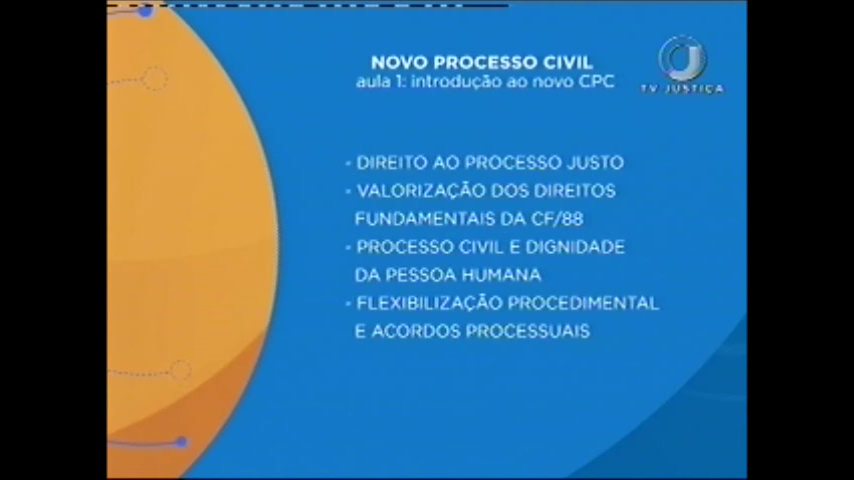 NOVO PROCESSO CIVIL
aula 1: introdução ao novo CPC
TV JUSTIÇA
- DIREITO AO PROCESSO JUSTO
- VALORIZAÇÃO DOS DIREITOS
FUNDAMENTAIS DA CF/88
- PROCESSO CIVIL E DIGNIDADE
DA PESSOA HUMANA
- FLEXIBILIZAÇÃO PROCEDIMENTAL
E ACORDOS PROCESSUAIS